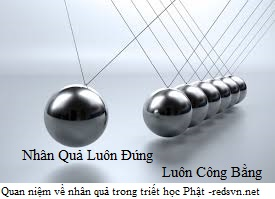 Nhân Quả Luôn Đúng
Luôn Công Bằng
Quan niệm về nhân quả trong triết học Phật -redsvn.net